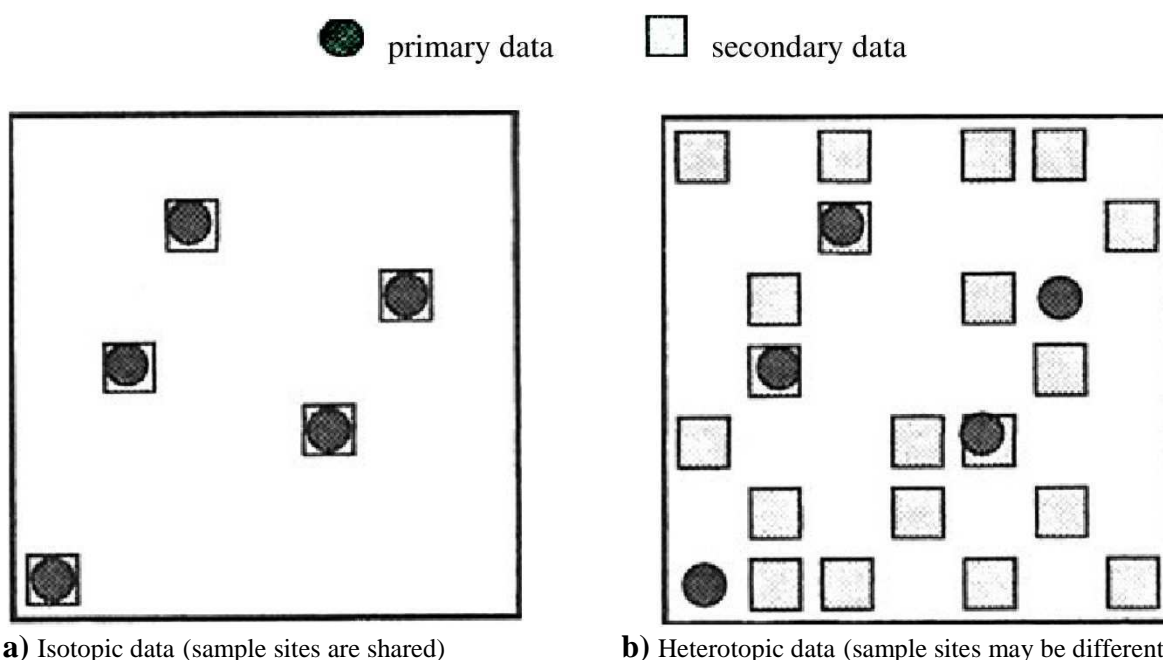 primary data secondary data
a) Isotopic data (sample sites are shared) b) Heterotopic data (sample sites may be different